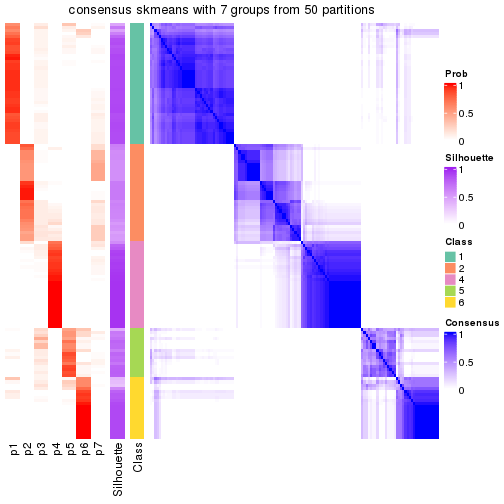 consensus skmeans with 7 groups from 50 partitions
Prob
1
0.5
0
Silhouette
1
0.5
0
Class
1
2
4
5
6
Consensus
1
0.5
0
p1
p2
p3
p4
p5
p6
p7
Silhouette
Class